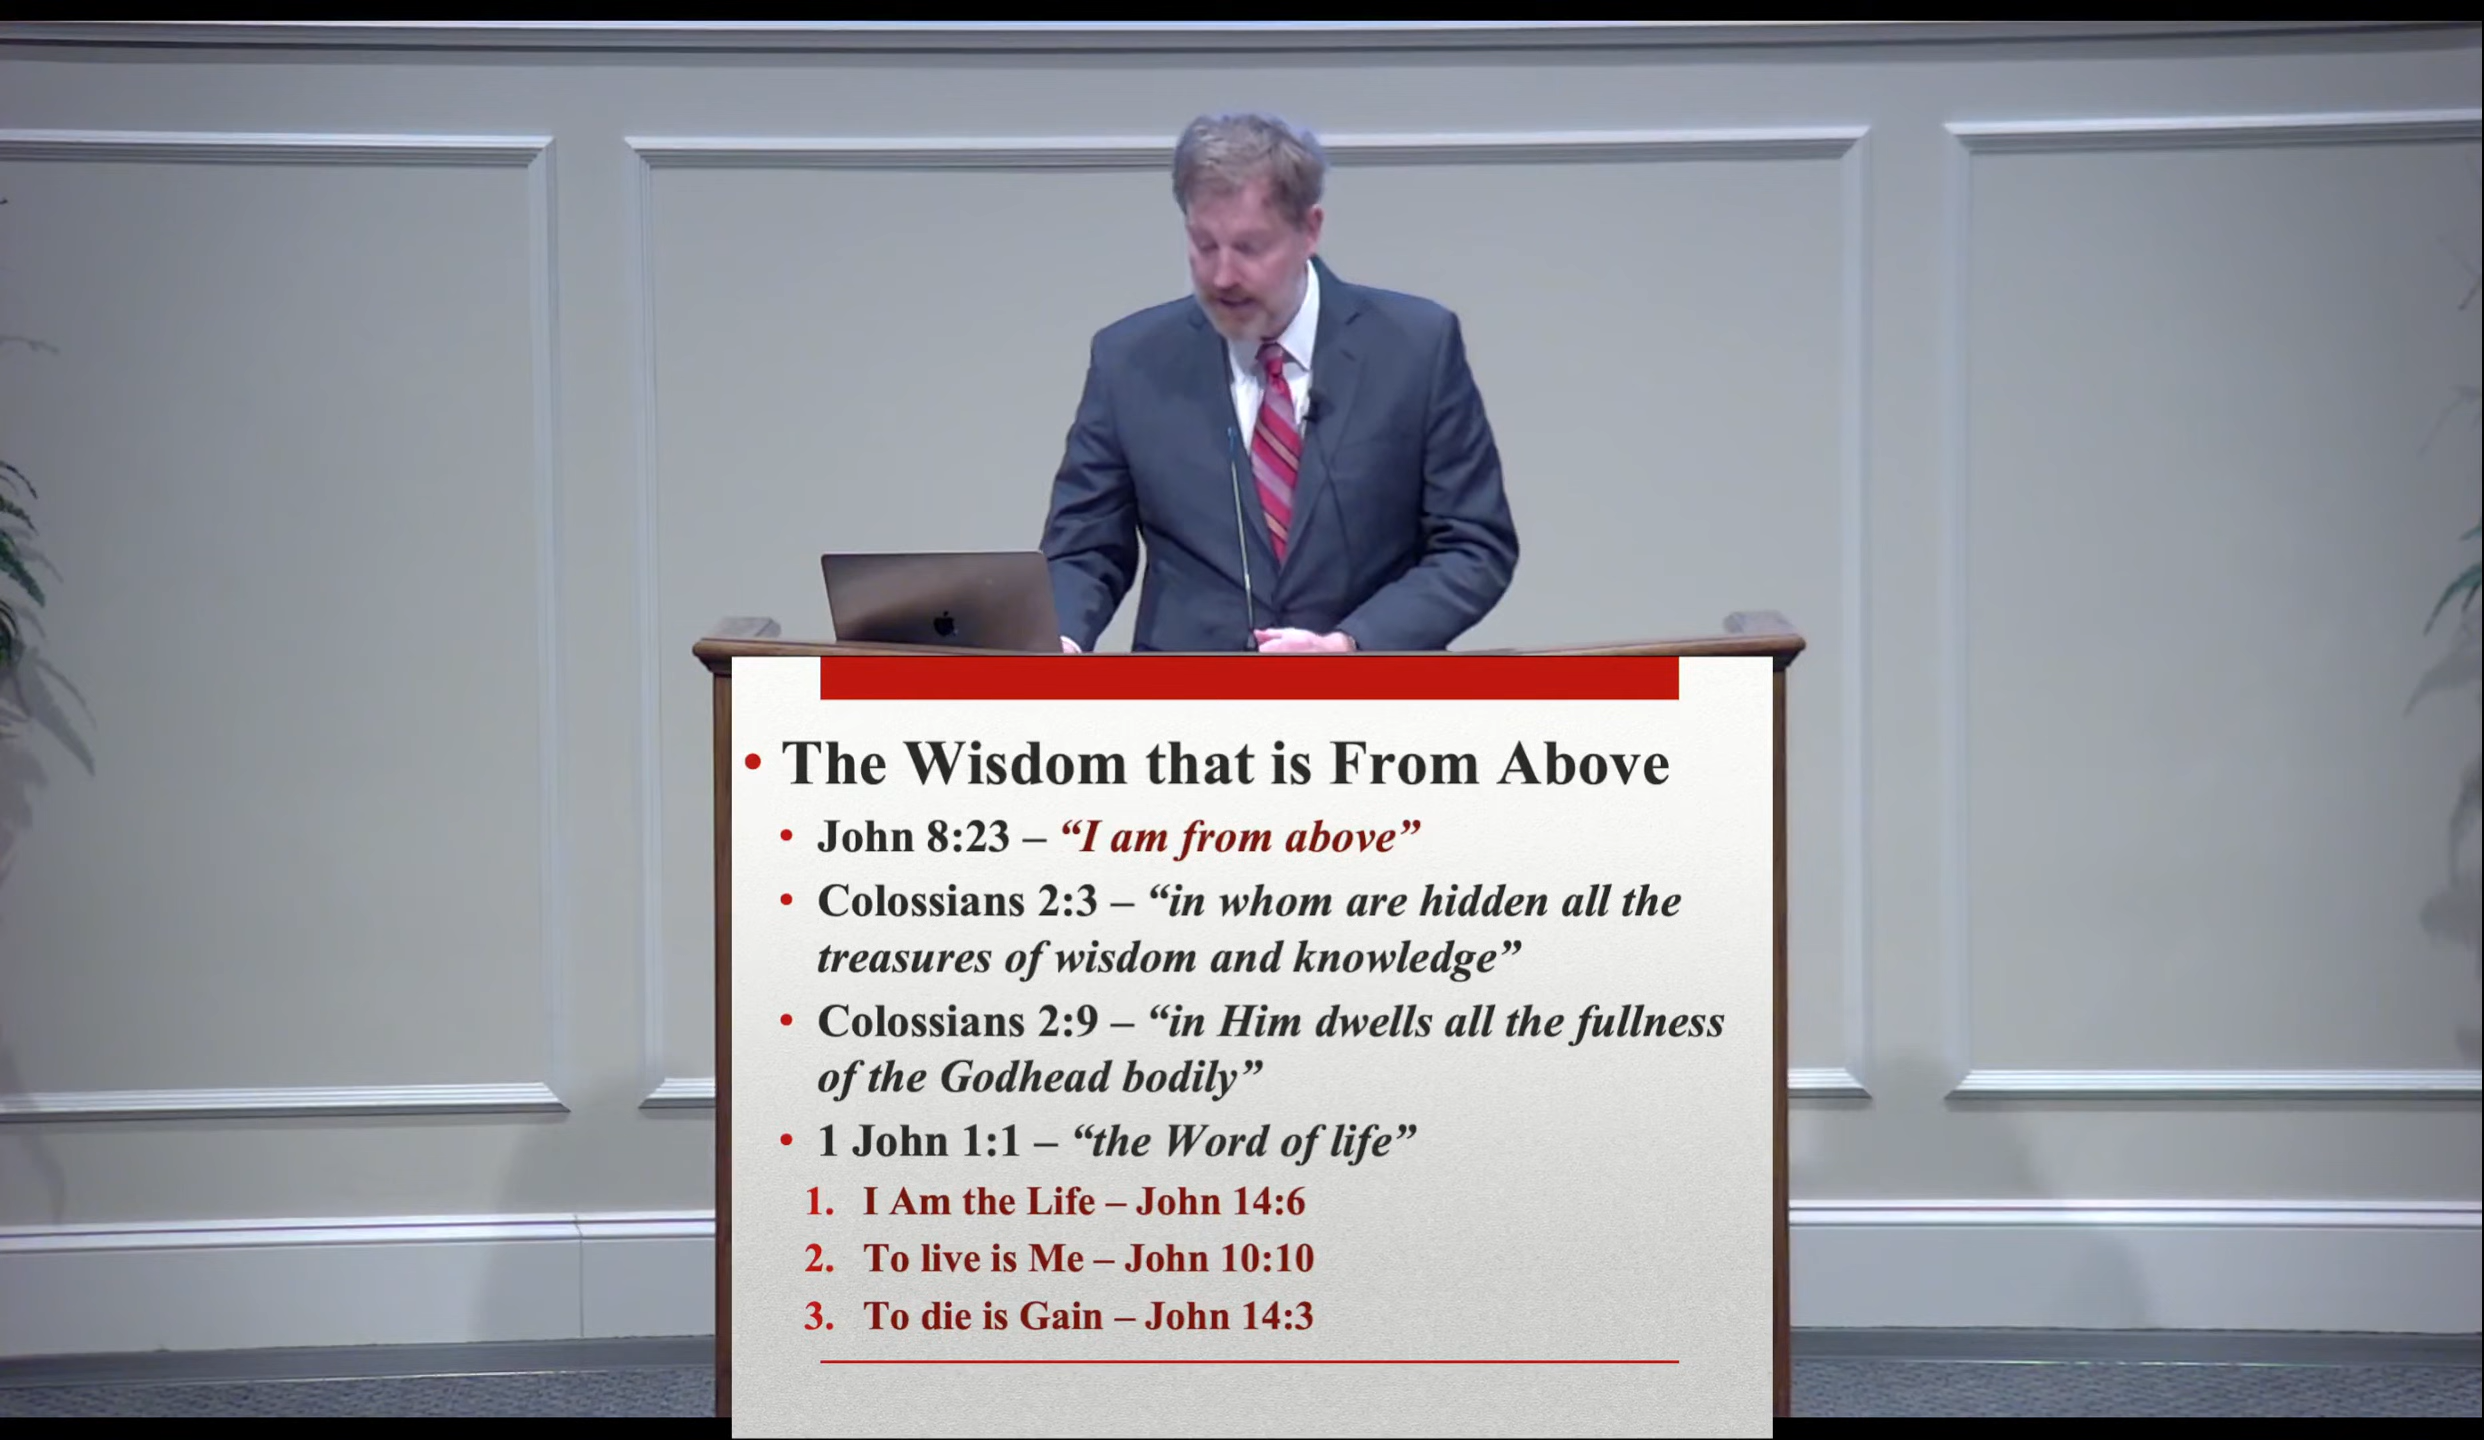 • The Wisdom that is From Above
• John 8:23 – “I am from above”
• Colossians 2:3 – “in whom are hidden all the
treasures of wisdom and knowledge”
• Colossians 2:9 – “in Him dwells all the fullness
of the Godhead bodily”
• 1 John 1:1 – “the Word of life”
1. I Am the Life – John 14:6
2. To live is Me – John 10:10
3. To die is Gain – John 14:3